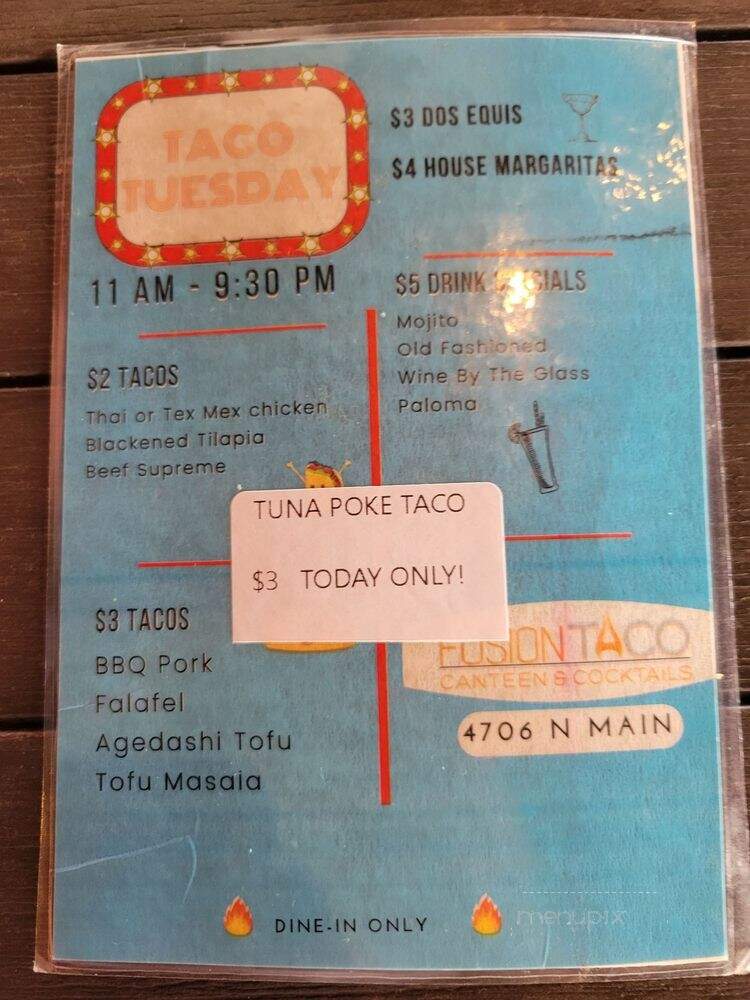 TACO
TUESDAY
11 AM - 9:30 PM
$2 TACOS
Thai or Tex Mex chicken
Blackened Tilapia
Beef Supreme
$3 DOS EQUIS
$4 HOUSE MARGARITAS
$5 DRINK SPECIALS
Mojito
Old Fashioned
Wine By The Glass
Paloma
TUNA POKE TACO
$3 TODAY ONLY!
$3 TACOS
BBQ Pork
Falafel
Agedashi Tofu
Tofu Masala
FUSION TACO
CANTEEN & COCKTAILS
4706 N MAIN
DINE-IN ONLY
menupix